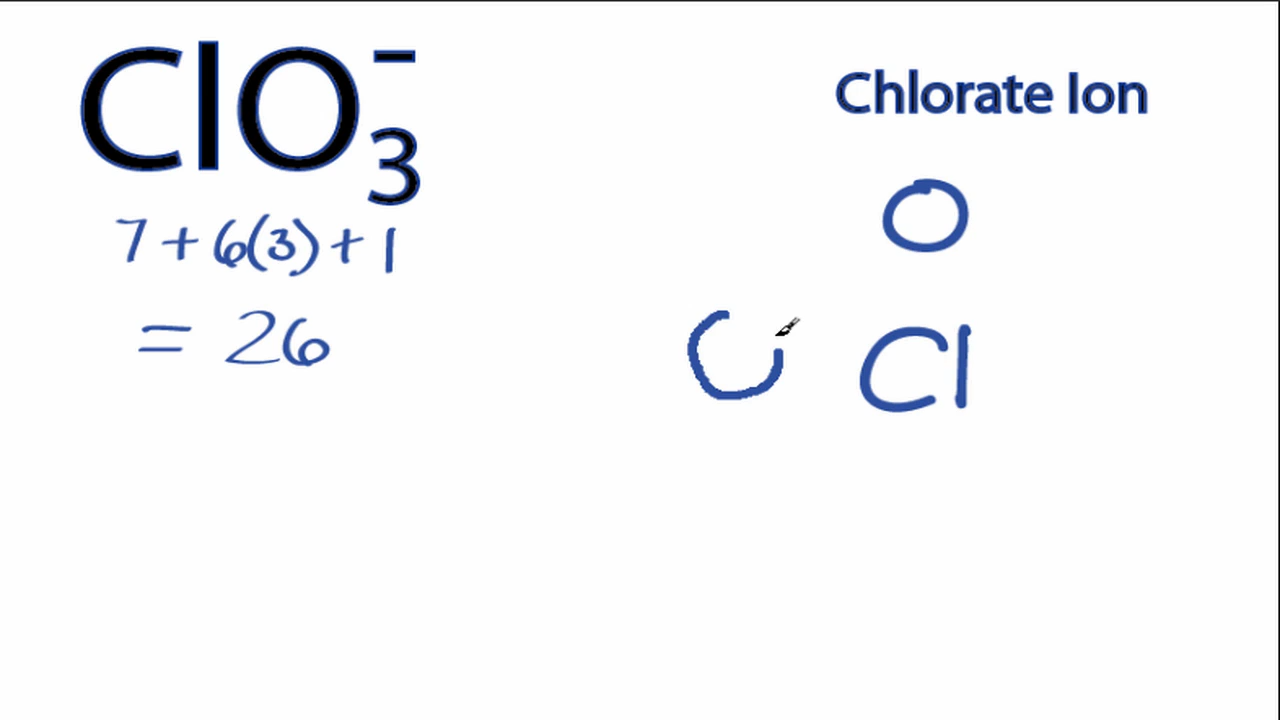 ClO₃⁻
Chlorate Ion
7 + 6(3) + 1
= 26
O
Cl